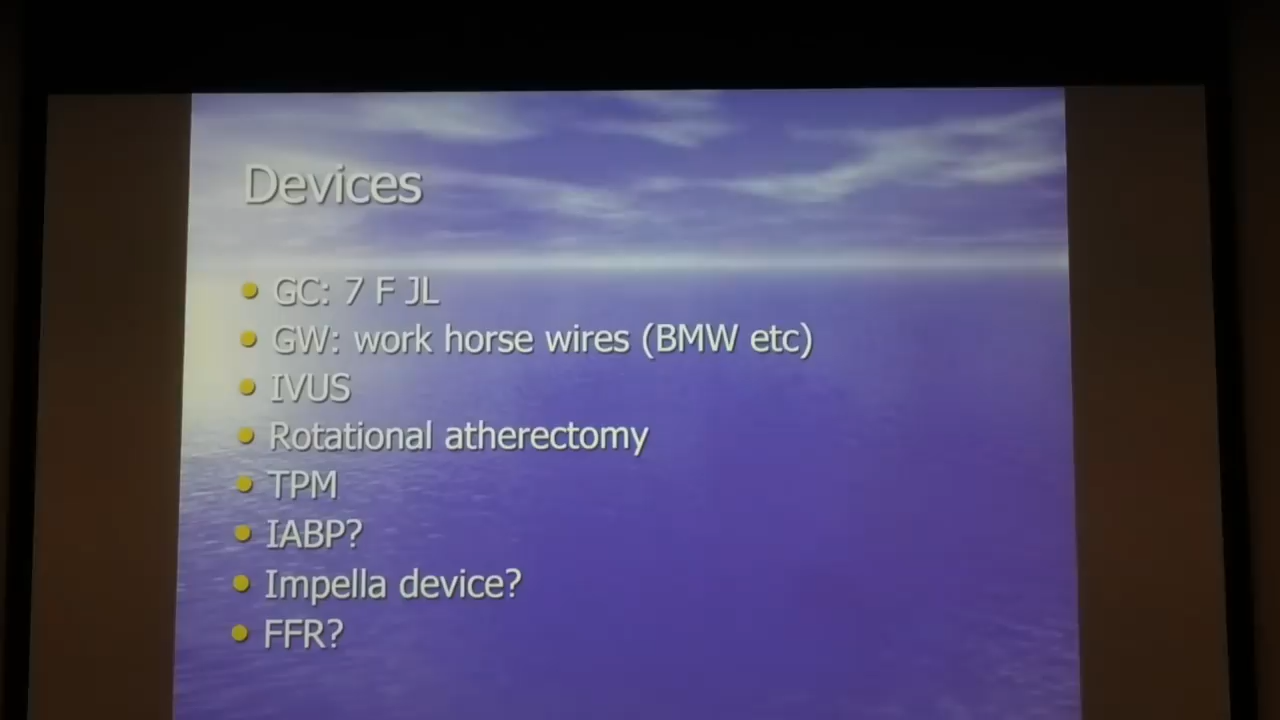 Devices
GC: 7 F JL
GW: work horse wires (BMW etc)
IVUS
Rotational atherectomy
TPM
IABP?
Impella device?
FFR?